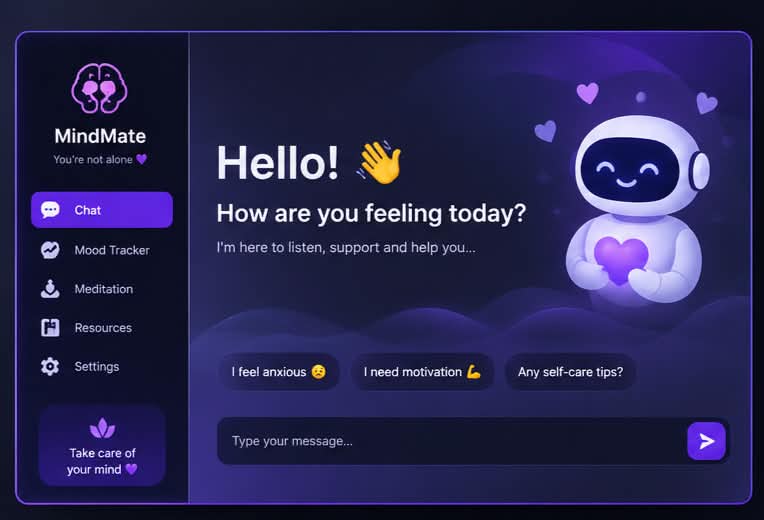 MindMate
You're not alone 💜
Chat
Mood Tracker
Meditation
Resources
Settings
Take care of
your mind 💜
Hello! 👋
How are you feeling today?
I'm here to listen, support and help you...
I feel anxious 😟
I need motivation 💪
Any self-care tips?
Type your message...